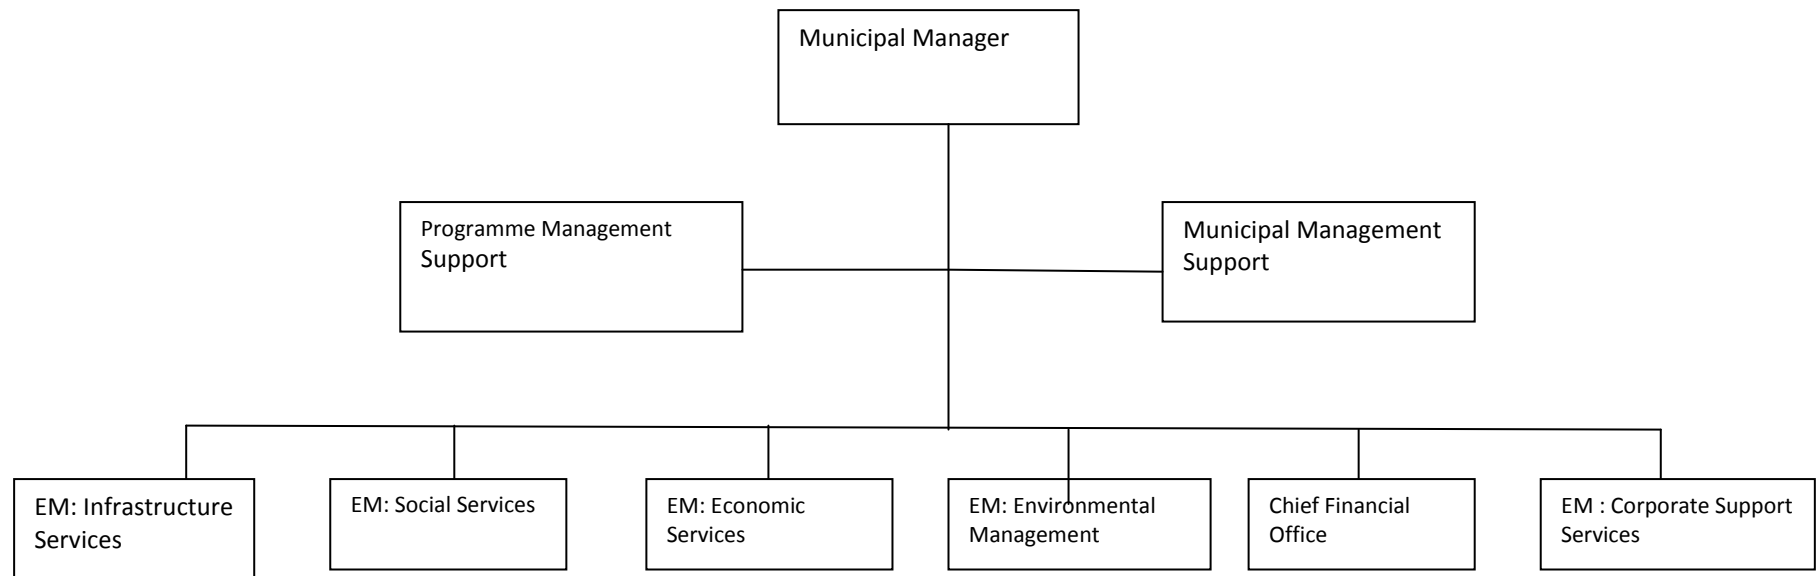 Municipal Manager
Programme Management
Support
Municipal Management
Support
EM: Infrastructure
Services
EM: Social Services
EM: Economic
Services
EM: Environmental
Management
Chief Financial
Office
EM : Corporate Support
Services